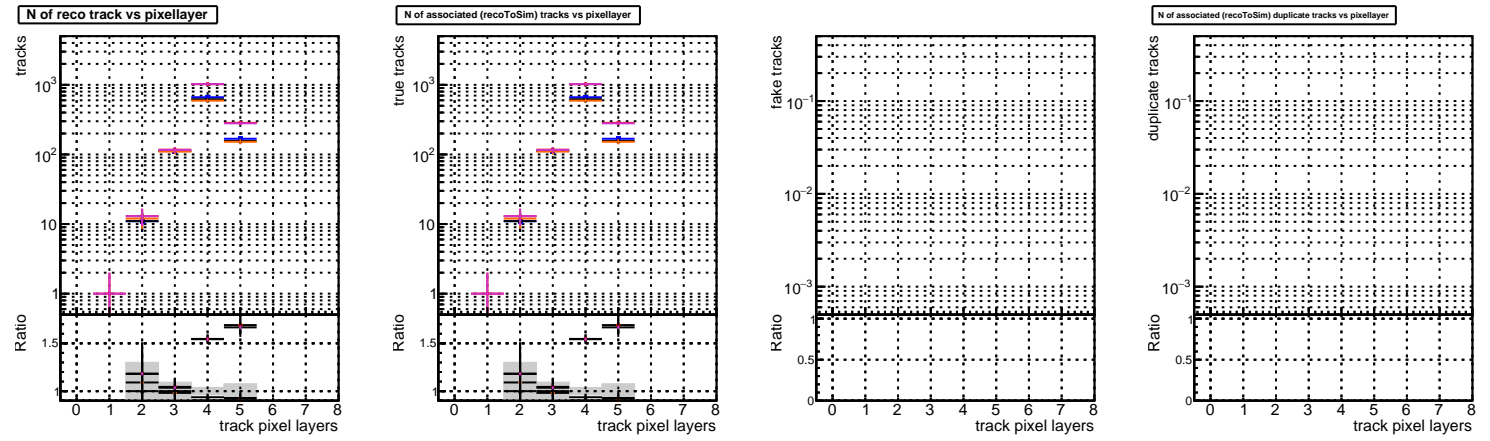 N of reco track vs pixellayer
tracks
10³
10²
10
1
Ratio
1.5
1
0 1 2 3 4 5 6 7 8
track pixel layers
N of associated (recoToSim) tracks vs pixellayer
true tracks
10³
10²
10
1
Ratio
1.5
1
0 1 2 3 4 5 6 7 8
track pixel layers
fake tracks
10⁻¹
10⁻²
10⁻³
Ratio
1
0.5
0
0 1 2 3 4 5 6 7 8
track pixel layers
N of associated (recoToSim) duplicate tracks vs pixellayer
duplicate tracks
10⁻¹
10⁻²
10⁻³
Ratio
1
0.5
0
0 1 2 3 4 5 6 7 8
track pixel layers